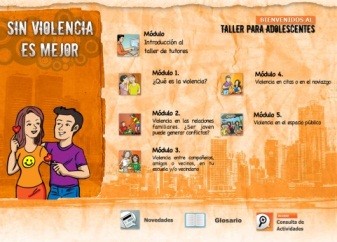 SIN VIOLENCIA
ES MEJOR
BIENVENIDOS AL
TALLER PARA ADOLESCENTES
Módulo
Introducción al
taller de tutores
Módulo 1.
¿Qué es la violencia?
Módulo 2.
Violencia en las relaciones
familiares. ¿Ser joven
puede generar conflictos?
Módulo 3.
Violencia entre compañeros,
amigos o vecinos, en tu
escuela y/o vecindario
Módulo 4.
Violencia en citas o en el noviazgo
Módulo 5.
Violencia en el espacio público
Novedades
Glosario
Consulta de
Actividades